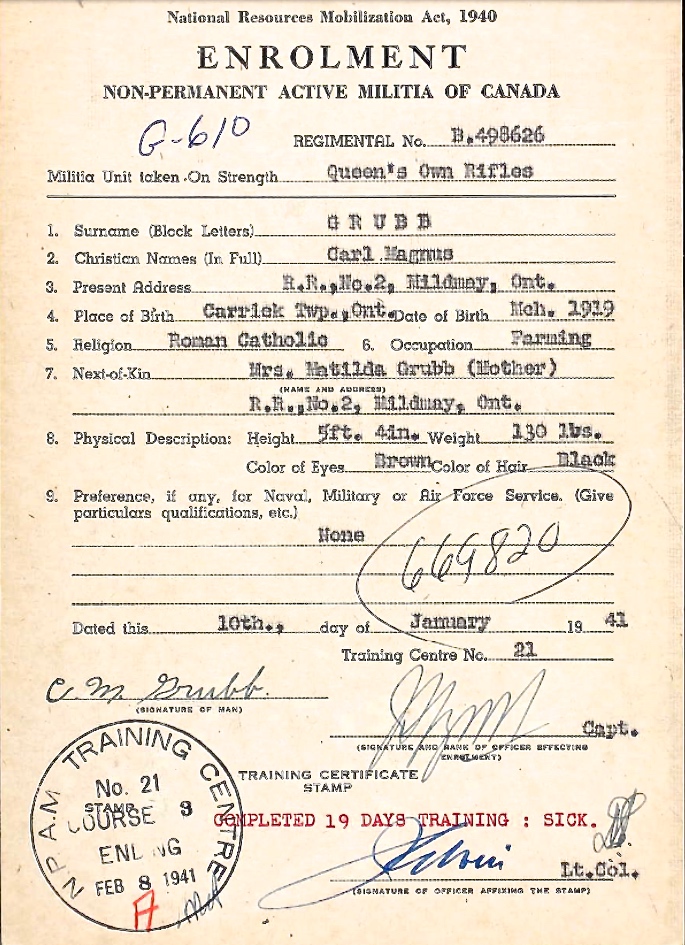 National Resources Mobilization Act, 1940
ENROLMENT
NON-PERMANENT ACTIVE MILITIA OF CANADA
G-610
REGIMENTAL No. B.498626
Militia Unit taken On Strength Queen's Own Rifles
1. Surname (Block Letters) G R U B B
2. Christian Names (In Full) Carl Magnus
3. Present Address R.R.,No.2, Mildmay, Ont.
4. Place of Birth Carrick Twp.,Ont. Date of Birth Mch. 1919
5. Religion Roman Catholic 6. Occupation Farming
7. Next-of-Kin Mrs. Matilda Grubb (Mother)
(NAME AND ADDRESS)
R.R.,No.2, Mildmay, Ont.
8. Physical Description: Height 5ft. 4in. Weight 130 lbs.
Color of Eyes Brown Color of Hair Black
9. Preference, if any, for Naval, Military or Air Force Service. (Give
particulars qualifications, etc.)
None
669820
Dated this 10th., day of January 19 41
Training Centre No. 21
C. M. Grubb.
(SIGNATURE OF MAN)
Capt.
(SIGNATURE AND RANK OF OFFICER EFFECTING
ENROLMENT)
TRAINING CERTIFICATE
STAMP
N.P.A.M. TRAINING CENTRE
No. 21
STAMP
COURSE 3
ENDING
FEB 8 1941
A
COMPLETED 19 DAYS TRAINING : SICK.
Lt.Col.
(SIGNATURE OF OFFICER AFFIXING THE STAMP)